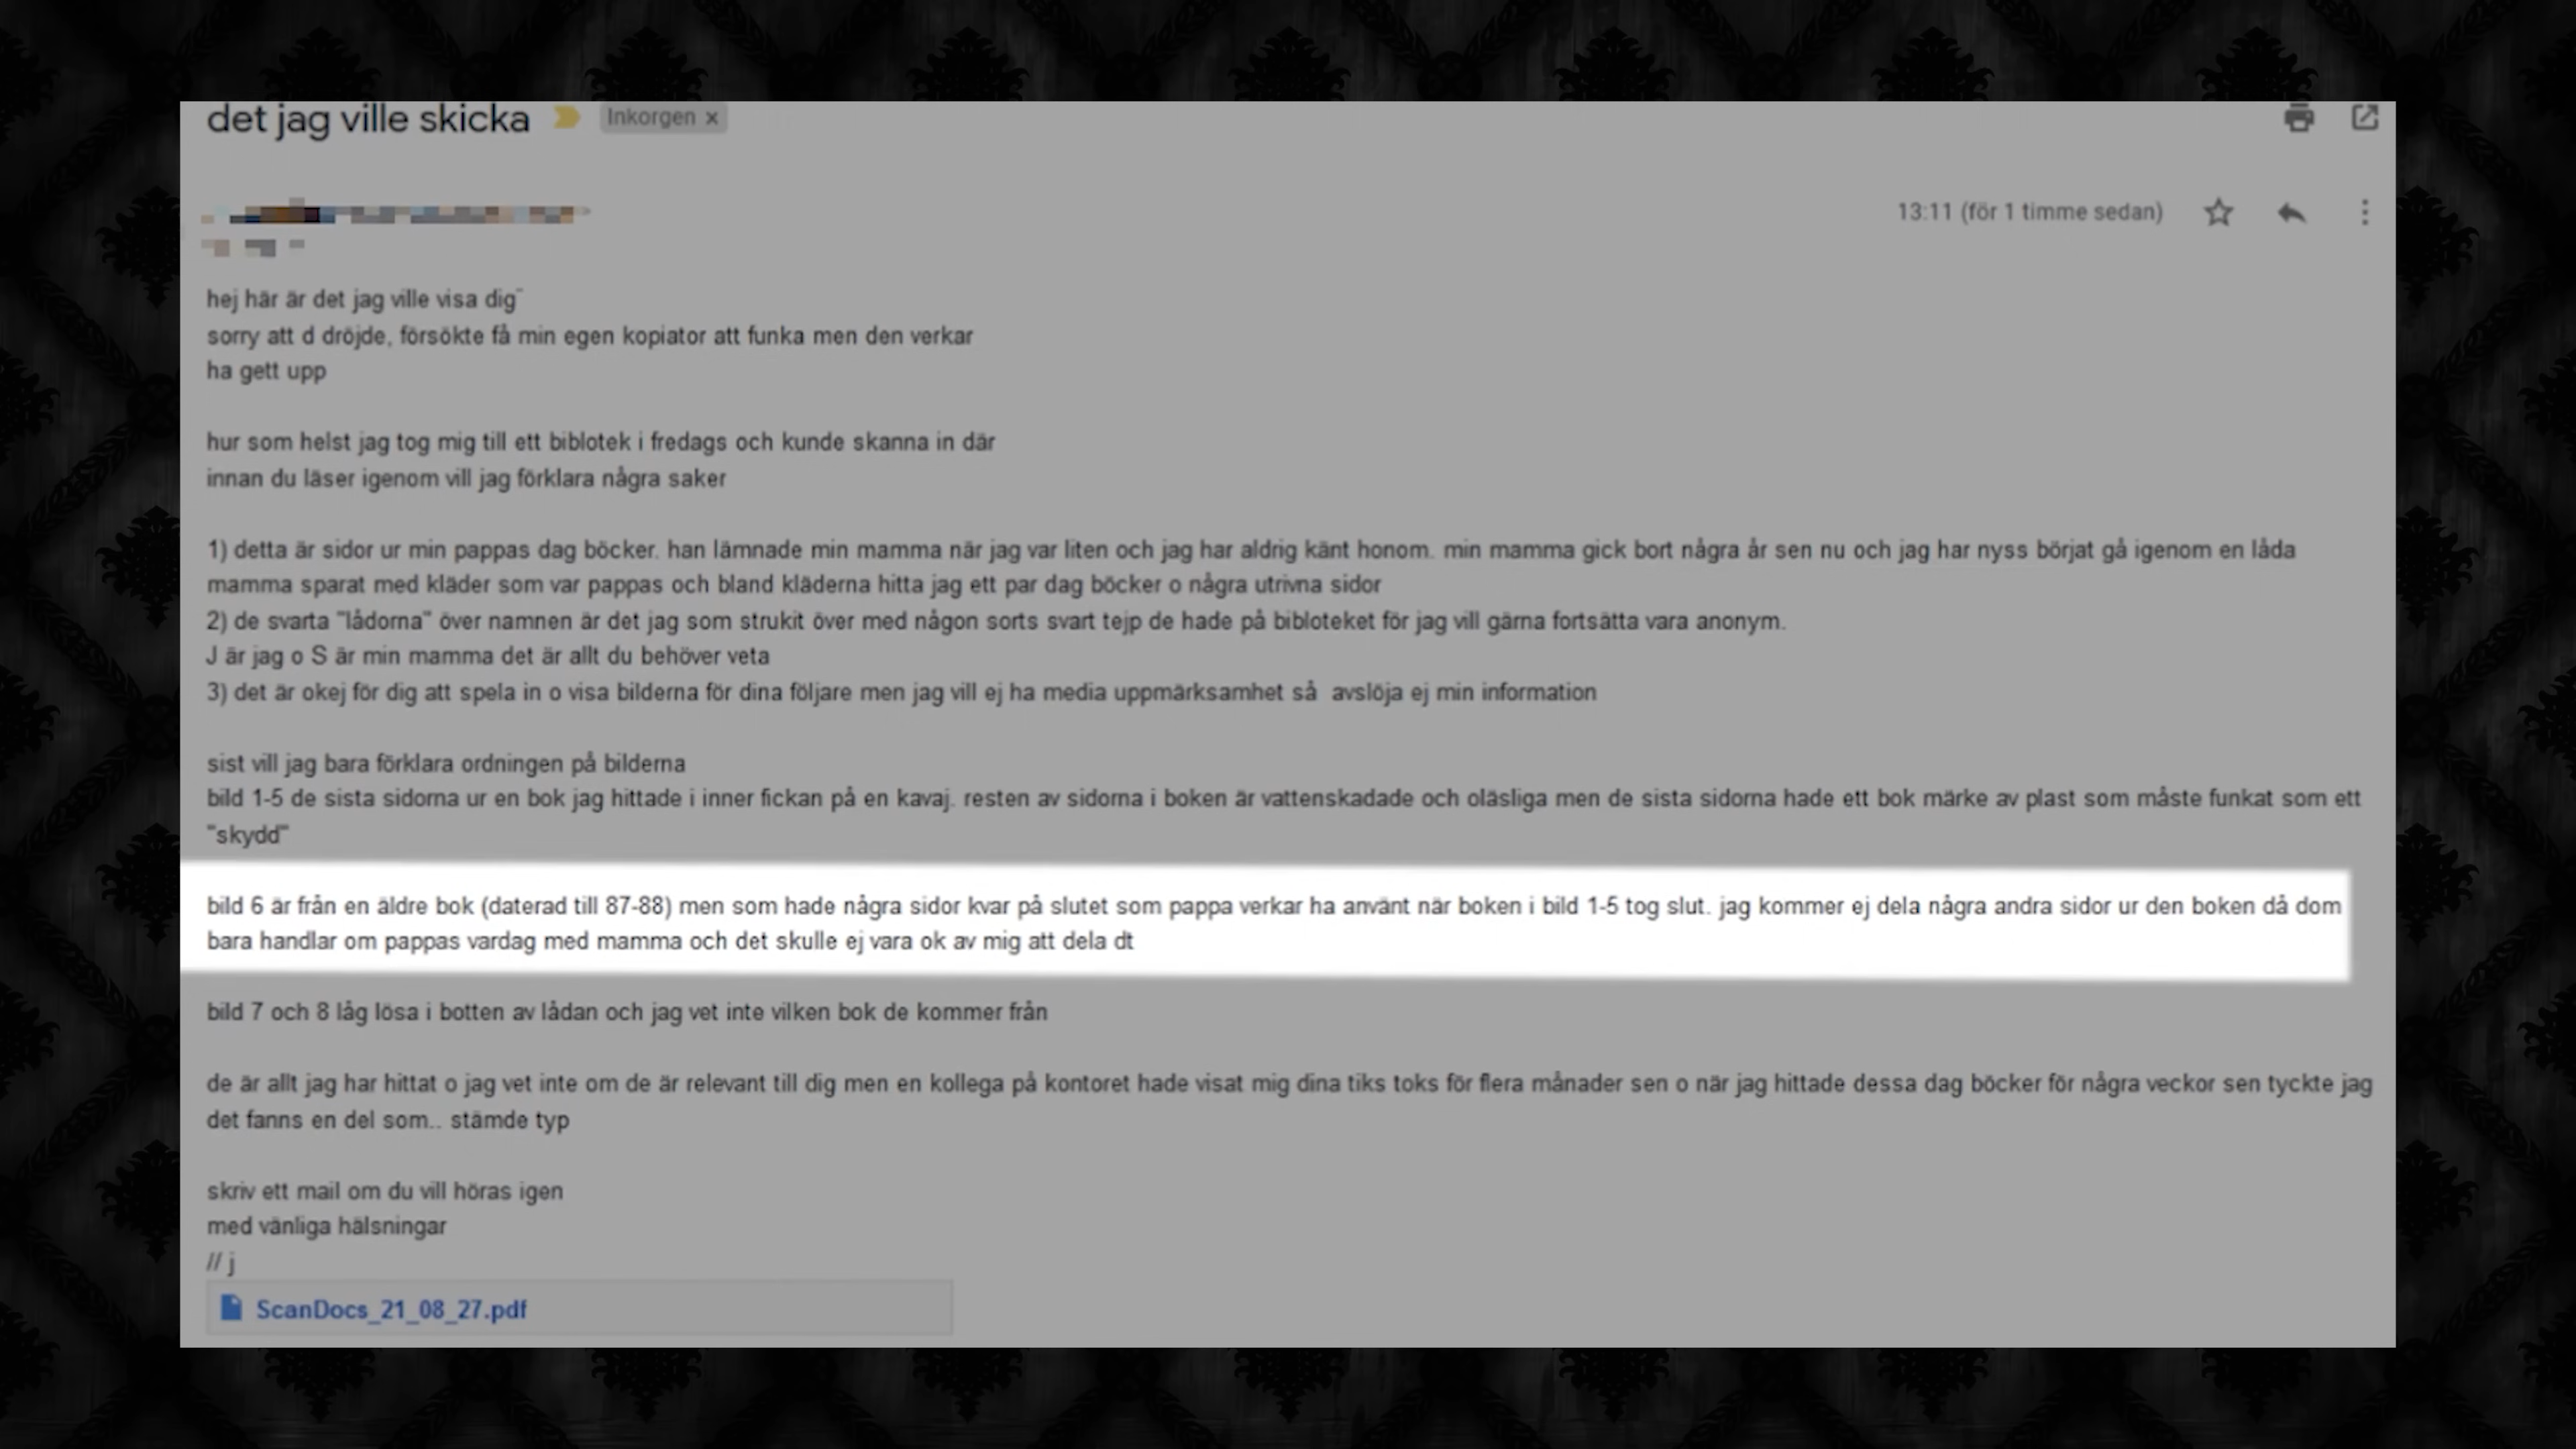 det jag ville skicka Inkorgen x
13:11 (för 1 timme sedan)
hej här är det jag ville visa dig¨
sorry att d dröjde, försökte få min egen kopiator att funka men den verkar
ha gett upp
hur som helst jag tog mig till ett biblotek i fredags och kunde skanna in där
innan du läser igenom vill jag förklara några saker
1) detta är sidor ur min pappas dag böcker. han lämnade min mamma när jag var liten och jag har aldrig känt honom. min mamma gick bort några år sen nu och jag har nyss börjat gå igenom en låda
mamma sparat med kläder som var pappas och bland kläderna hitta jag ett par dag böcker o några utrivna sidor
2) de svarta "lådorna" över namnen är det jag som strukit över med någon sorts svart tejp de hade på bibloteket för jag vill gärna fortsätta vara anonym.
J är jag o S är min mamma det är allt du behöver veta
3) det är okej för dig att spela in o visa bilderna för dina följare men jag vill ej ha media uppmärksamhet så  avslöja ej min information
sist vill jag bara förklara ordningen på bilderna
bild 1-5 de sista sidorna ur en bok jag hittade i inner fickan på en kavaj. resten av sidorna i boken är vattenskadade och oläsliga men de sista sidorna hade ett bok märke av plast som måste funkat som ett
"skydd"
bild 6 är från en äldre bok (daterad till 87-88) men som hade några sidor kvar på slutet som pappa verkar ha använt när boken i bild 1-5 tog slut. jag kommer ej dela några andra sidor ur den boken då dom
bara handlar om pappas vardag med mamma och det skulle ej vara ok av mig att dela dt
bild 7 och 8 låg lösa i botten av lådan och jag vet inte vilken bok de kommer från
de är allt jag har hittat o jag vet inte om de är relevant till dig men en kollega på kontoret hade visat mig dina tiks toks för flera månader sen o när jag hittade dessa dag böcker för några veckor sen tyckte jag
det fanns en del som.. stämde typ
skriv ett mail om du vill höras igen
med vänliga hälsningar
// j
ScanDocs_21_08_27.pdf